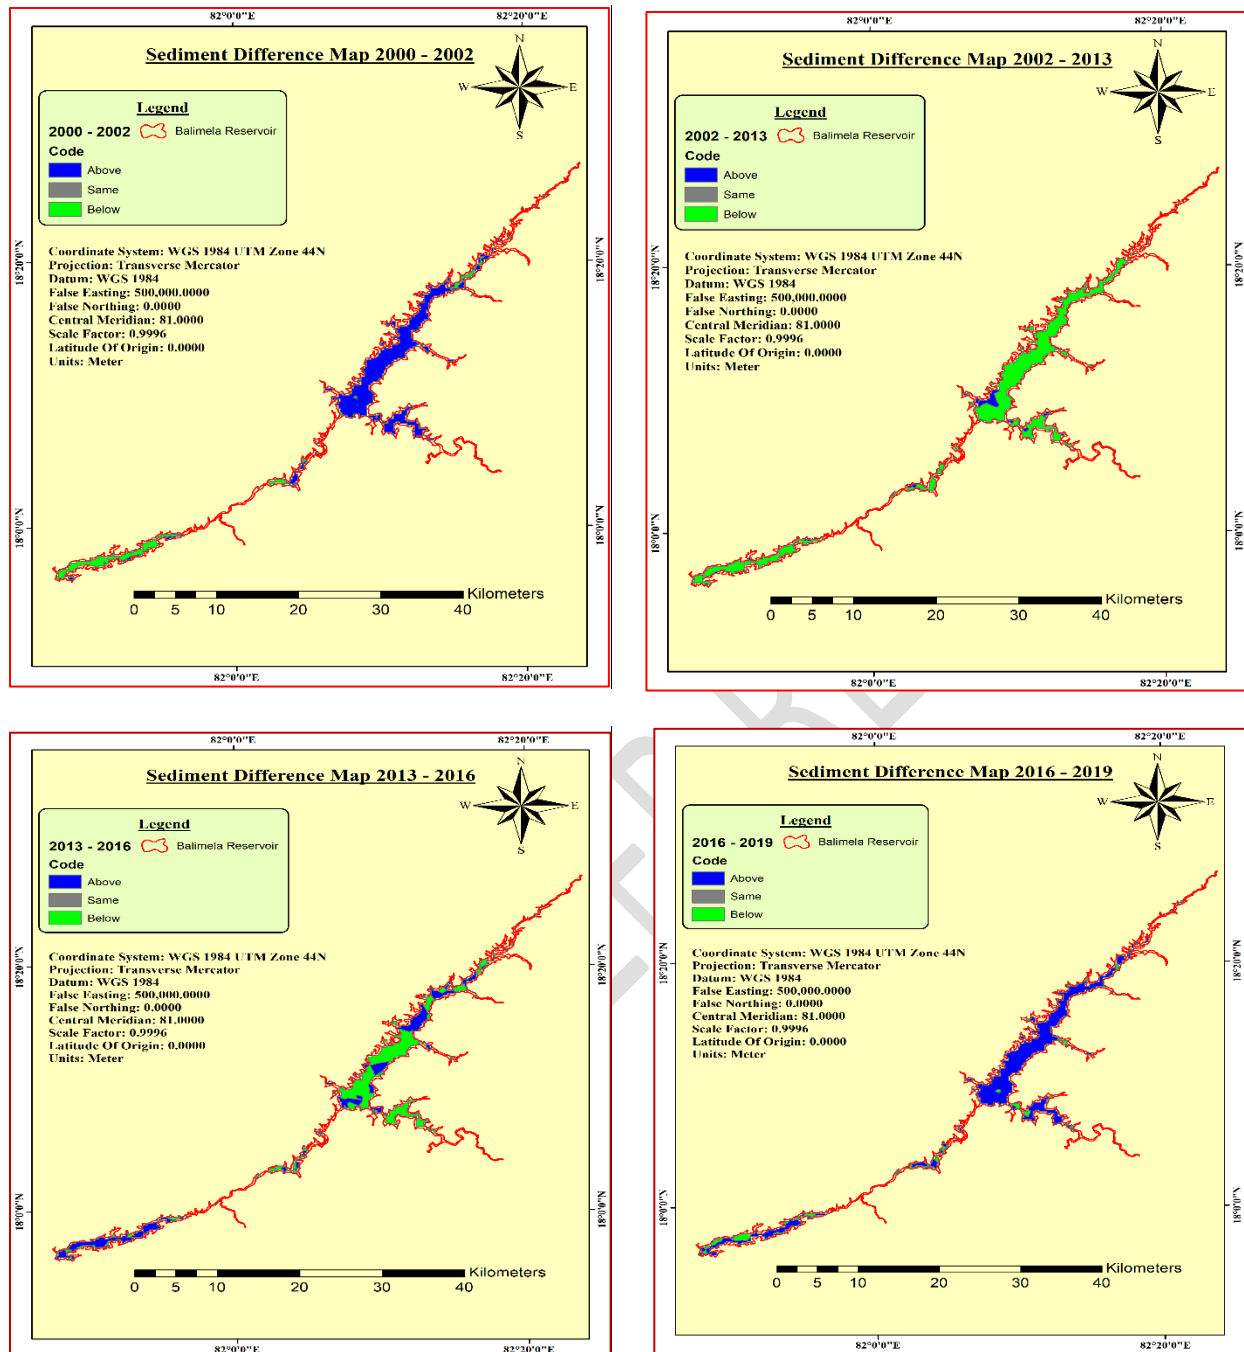 82°0'0"E 82°20'0"E
Sediment Difference Map 2000 - 2002
N
W E
S
Legend
2000 - 2002 Balimela Reservoir
Code
Above
Same
Below
Coordinate System: WGS 1984 UTM Zone 44N
Projection: Transverse Mercator
Datum: WGS 1984
False Easting: 500,000.0000
False Northing: 0.0000
Central Meridian: 81.0000
Scale Factor: 0.9996
Latitude Of Origin: 0.0000
Units: Meter
18°20'0"N 18°20'0"N
18°0'0"N 18°0'0"N
Kilometers
0 5 10 20 30 40
82°0'0"E 82°20'0"E
82°0'0"E 82°20'0"E
Sediment Difference Map 2002 - 2013
N
W E
S
Legend
2002 - 2013 Balimela Reservoir
Code
Above
Same
Below
Coordinate System: WGS 1984 UTM Zone 44N
Projection: Transverse Mercator
Datum: WGS 1984
False Easting: 500,000.0000
False Northing: 0.0000
Central Meridian: 81.0000
Scale Factor: 0.9996
Latitude Of Origin: 0.0000
Units: Meter
18°20'0"N 18°20'0"N
18°0'0"N 18°0'0"N
Kilometers
0 5 10 20 30 40
82°0'0"E 82°20'0"E
82°0'0"E 82°20'0"E
Sediment Difference Map 2013 - 2016
N
W E
S
Legend
2013 - 2016 Balimela Reservoir
Code
Above
Same
Below
Coordinate System: WGS 1984 UTM Zone 44N
Projection: Transverse Mercator
Datum: WGS 1984
False Easting: 500,000.0000
False Northing: 0.0000
Central Meridian: 81.0000
Scale Factor: 0.9996
Latitude Of Origin: 0.0000
Units: Meter
18°20'0"N 18°20'0"N
18°0'0"N 18°0'0"N
Kilometers
0 5 10 20 30 40
82°0'0"E 82°20'0"E
82°0'0"E 82°20'0"E
Sediment Difference Map 2016 - 2019
N
W E
S
Legend
2016 - 2019 Balimela Reservoir
Code
Above
Same
Below
Coordinate System: WGS 1984 UTM Zone 44N
Projection: Transverse Mercator
Datum: WGS 1984
False Easting: 500,000.0000
False Northing: 0.0000
Central Meridian: 81.0000
Scale Factor: 0.9996
Latitude Of Origin: 0.0000
Units: Meter
18°20'0"N 18°20'0"N
18°0'0"N 18°0'0"N
Kilometers
0 5 10 20 30 40
82°0'0"E 82°20'0"E